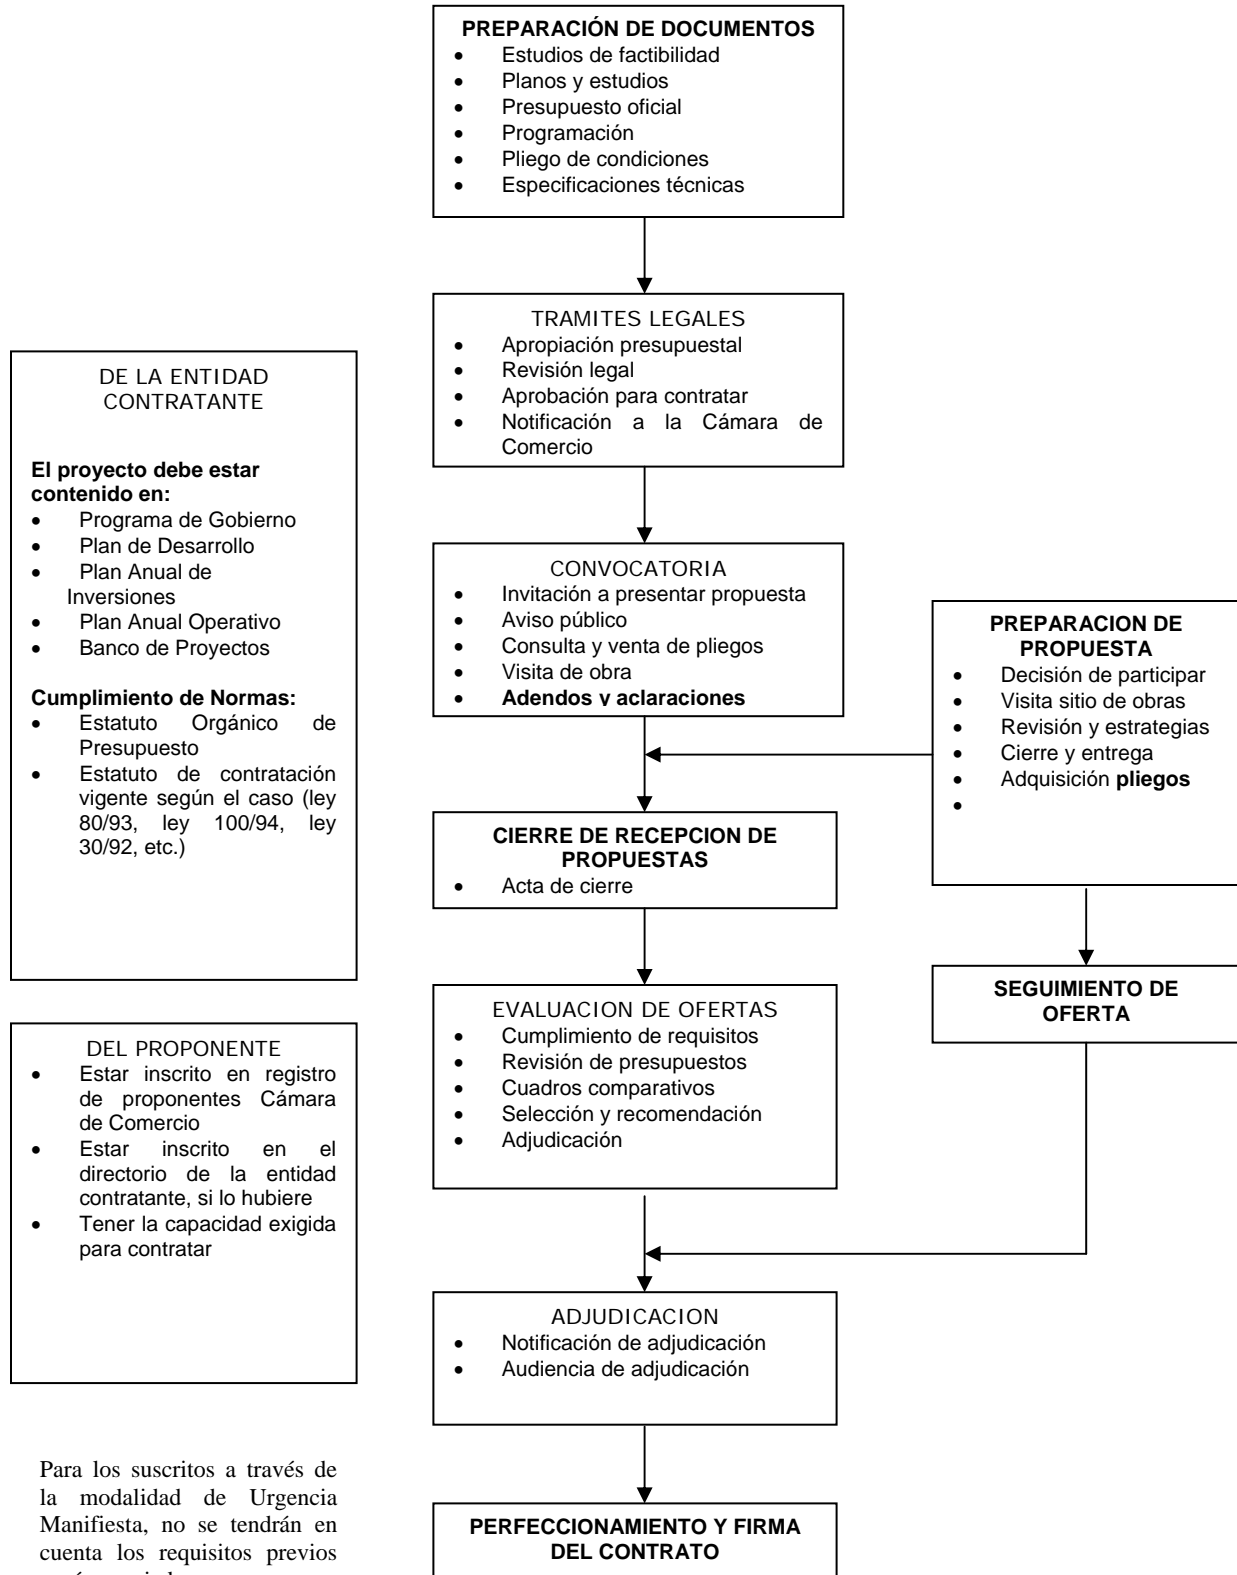 PREPARACIÓN DE DOCUMENTOS
• Estudios de factibilidad
• Planos y estudios
• Presupuesto oficial
• Programación
• Pliego de condiciones
• Especificaciones técnicas
TRAMITES LEGALES
• Apropiación presupuestal
• Revisión legal
• Aprobación para contratar
• Notificación a la Cámara de
Comercio
DE LA ENTIDAD
CONTRATANTE
El proyecto debe estar
contenido en:
• Programa de Gobierno
• Plan de Desarrollo
• Plan Anual de
Inversiones
• Plan Anual Operativo
• Banco de Proyectos
Cumplimiento de Normas:
• Estatuto Orgánico de
Presupuesto
• Estatuto de contratación
vigente según el caso (ley
80/93, ley 100/94, ley
30/92, etc.)
CONVOCATORIA
• Invitación a presentar propuesta
• Aviso público
• Consulta y venta de pliegos
• Visita de obra
• Adendos y aclaraciones
PREPARACION DE
PROPUESTA
• Decisión de participar
• Visita sitio de obras
• Revisión y estrategias
• Cierre y entrega
• Adquisición pliegos
•
CIERRE DE RECEPCION DE
PROPUESTAS
• Acta de cierre
EVALUACION DE OFERTAS
• Cumplimiento de requisitos
• Revisión de presupuestos
• Cuadros comparativos
• Selección y recomendación
• Adjudicación
SEGUIMIENTO DE
OFERTA
DEL PROPONENTE
• Estar inscrito en registro
de proponentes Cámara
de Comercio
• Estar inscrito en el
directorio de la entidad
contratante, si lo hubiere
• Tener la capacidad exigida
para contratar
ADJUDICACION
• Notificación de adjudicación
• Audiencia de adjudicación
Para los suscritos a través de
la modalidad de Urgencia
Manifiesta, no se tendrán en
cuenta los requisitos previos
PERFECCIONAMIENTO Y FIRMA
DEL CONTRATO